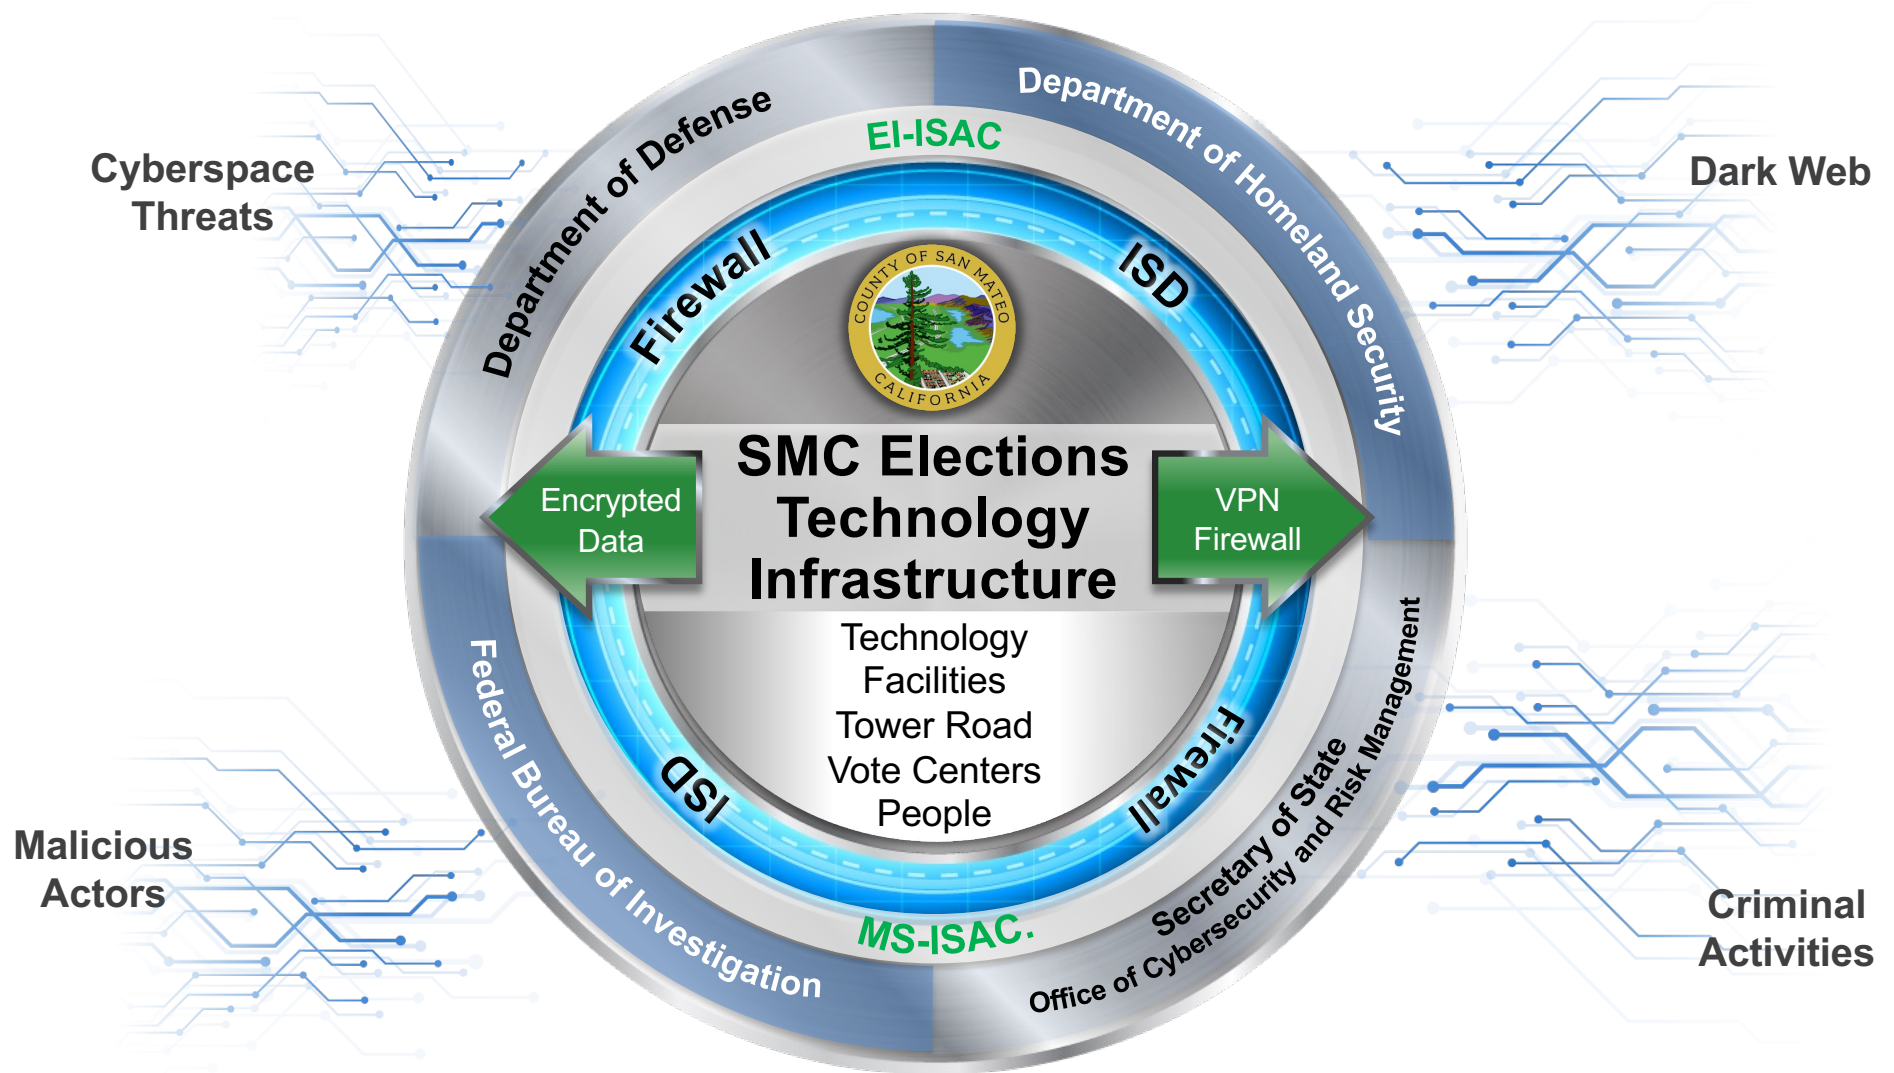 Department of Defense
Department of Homeland Security
EI-ISAC
Cyberspace
Threats
Dark Web
Firewall
ISD
COUNTY OF SAN MATEO
CALIFORNIA
SMC Elections
Technology
Infrastructure
Encrypted
Data
VPN
Firewall
Technology
Facilities
Tower Road
Vote Centers
People
ISD
Firewall
MS-ISAC.
Federal Bureau of Investigation
Secretary of State
Office of Cybersecurity and Risk Management
Malicious
Actors
Criminal
Activities